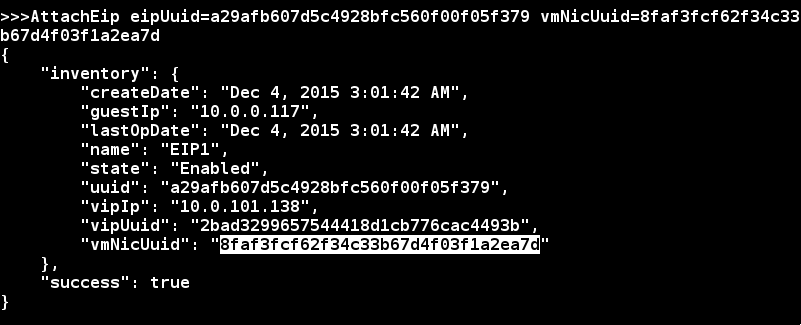 >>>AttachEip eipUuid=a29afb607d5c4928bfc560f00f05f379 vmNicUuid=8faf3fcf62f34c33
b67d4f03f1a2ea7d
{
    "inventory": {
        "createDate": "Dec 4, 2015 3:01:42 AM",
        "guestIp": "10.0.0.117",
        "lastOpDate": "Dec 4, 2015 3:01:42 AM",
        "name": "EIP1",
        "state": "Enabled",
        "uuid": "a29afb607d5c4928bfc560f00f05f379",
        "vipIp": "10.0.101.138",
        "vipUuid": "2bad3299657544418d1cb776cac4493b",
        "vmNicUuid": "8faf3fcf62f34c33b67d4f03f1a2ea7d"
    },
    "success": true
}